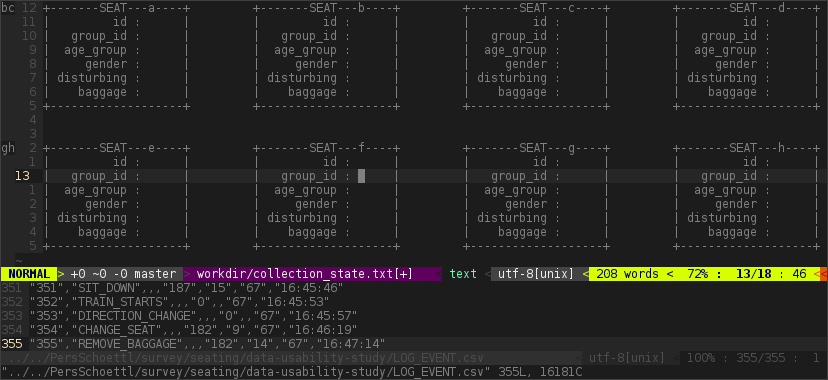 bc 12 +-------SEAT---a----+ +-------SEAT---b----+ +-------SEAT---c----+ +-------SEAT---d----+
11 | id : | | id : | | id : | | id : |
10 | group_id : | | group_id : | | group_id : | | group_id : |
9 | age_group : | | age_group : | | age_group : | | age_group : |
8 | gender : | | gender : | | gender : | | gender : |
7 | disturbing : | | disturbing : | | disturbing : | | disturbing : |
6 | baggage : | | baggage : | | baggage : | | baggage : |
5 +-------------------+ +-------------------+ +-------------------+ +-------------------+
4
3
gh 2 +-------SEAT---e----+ +-------SEAT---f----+ +-------SEAT---g----+ +-------SEAT---h----+
1 | id : | | id : | | id : | | id : |
13 | group_id : | | group_id : | | group_id : | | group_id : |
1 | age_group : | | age_group : | | age_group : | | age_group : |
2 | gender : | | gender : | | gender : | | gender : |
3 | disturbing : | | disturbing : | | disturbing : | | disturbing : |
4 | baggage : | | baggage : | | baggage : | | baggage : |
5 +-------------------+ +-------------------+ +-------------------+ +-------------------+
~
NORMAL > +0 ~0 -0 master > workdir/collection_state.txt[+] text < utf-8[unix] < 208 words < 72% : 13/18 : 46 <
351 "351","SIT_DOWN",,,"187","15","67","16:45:46"
352 "352","TRAIN_STARTS",,,"0",,"67","16:45:53"
353 "353","DIRECTION_CHANGE",,,"0",,"67","16:45:57"
354 "354","CHANGE_SEAT",,,"182","9","67","16:46:19"
355 "355","REMOVE_BAGGAGE",,,"182","14","67","16:47:14"
../../PersSchoettl/survey/seating/data-usability-study/LOG_EVENT.csv < utf-8[unix] < 100% : 355/355 : 1
"../../PersSchoettl/survey/seating/data-usability-study/LOG_EVENT.csv" 355L, 16181C